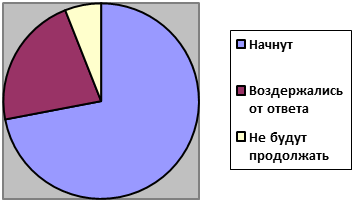 Начнут
Воздержались
от ответа
Не будут
продолжать